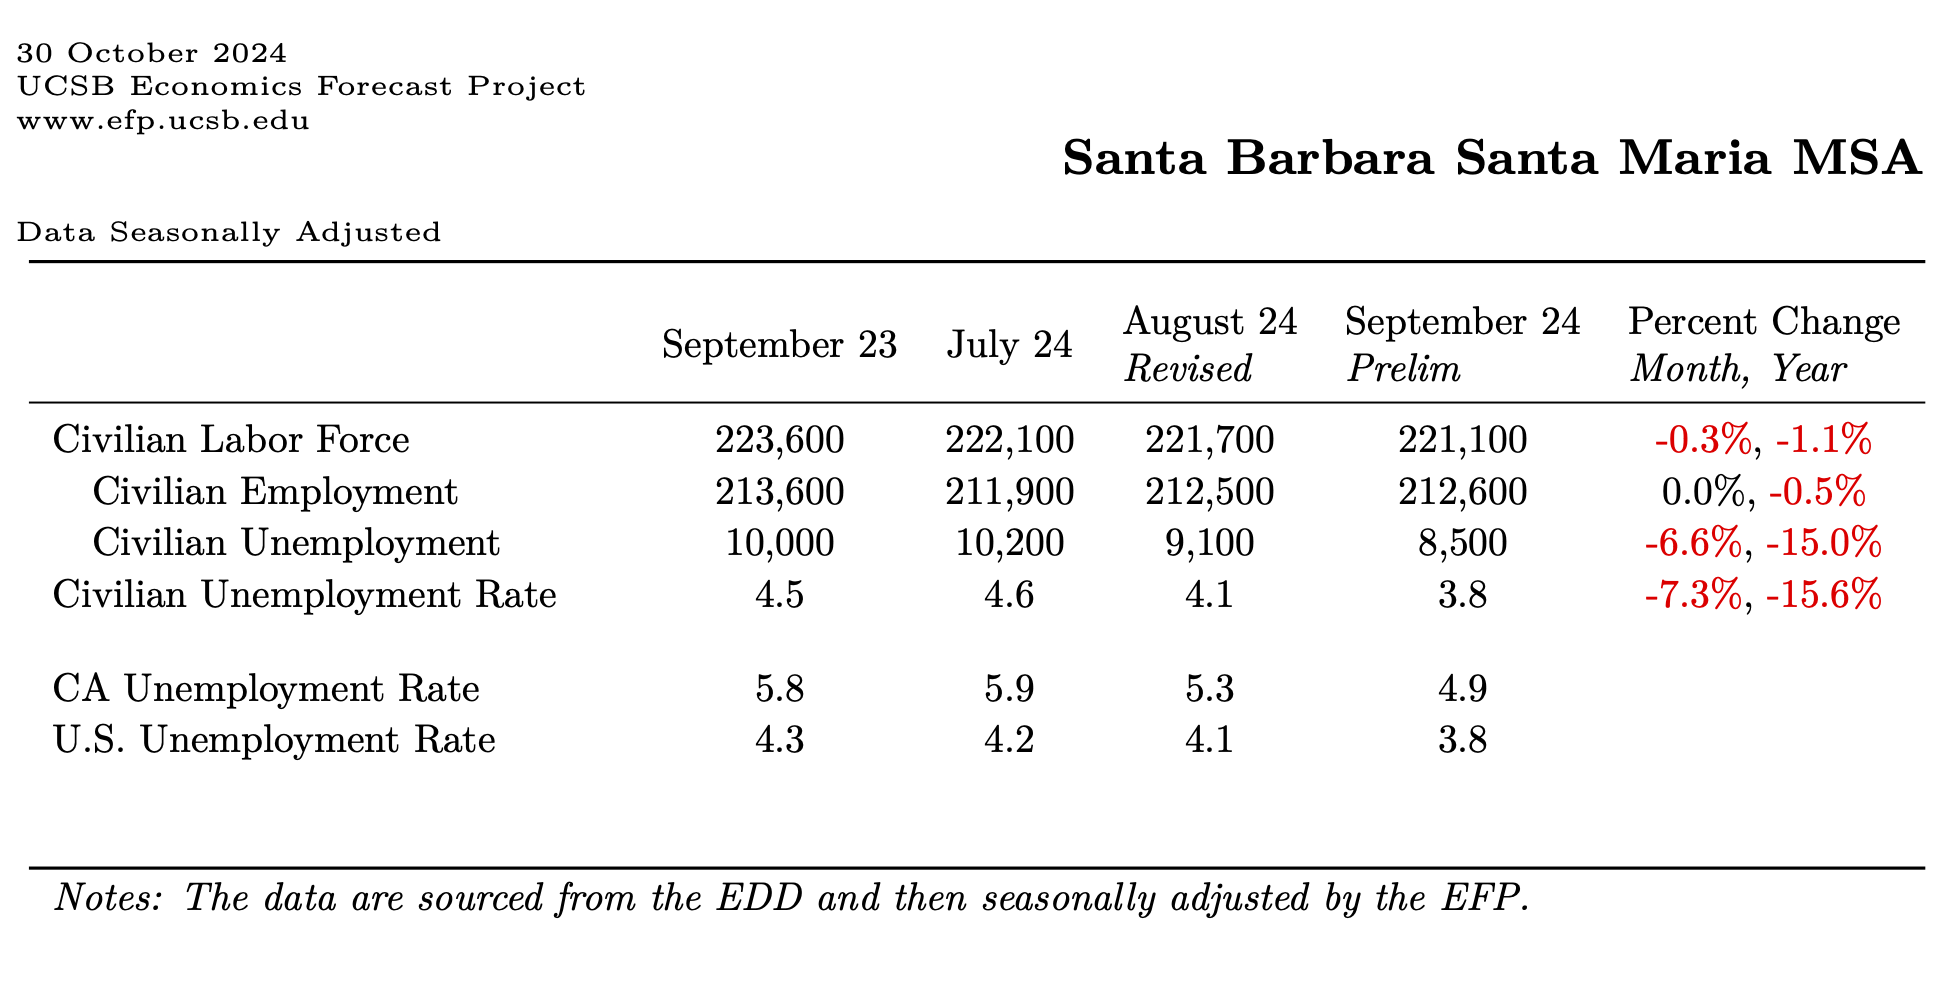 30 October 2024
UCSB Economics Forecast Project
www.efp.ucsb.edu
Santa Barbara Santa Maria MSA
Data Seasonally Adjusted
September 23 July 24 August 24 Revised September 24 Prelim Percent Change Month, Year
Civilian Labor Force 223,600 222,100 221,700 221,100 -0.3%, -1.1%
Civilian Employment 213,600 211,900 212,500 212,600 0.0%, -0.5%
Civilian Unemployment 10,000 10,200 9,100 8,500 -6.6%, -15.0%
Civilian Unemployment Rate 4.5 4.6 4.1 3.8 -7.3%, -15.6%
CA Unemployment Rate 5.8 5.9 5.3 4.9
U.S. Unemployment Rate 4.3 4.2 4.1 3.8
Notes: The data are sourced from the EDD and then seasonally adjusted by the EFP.